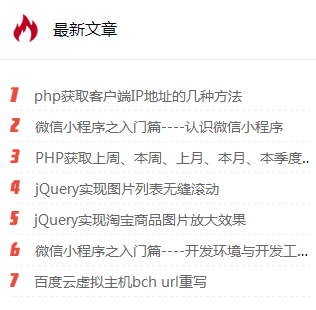 最新文章
1 php获取客户端IP地址的几种方法
2 微信小程序之入门篇----认识微信小程序
3 PHP获取上周、本周、上月、本月、本季度..
4 jQuery实现图片列表无缝滚动
5 jQuery实现淘宝商品图片放大效果
6 微信小程序之入门篇----开发环境与开发工...
7 百度云虚拟主机bch url重写